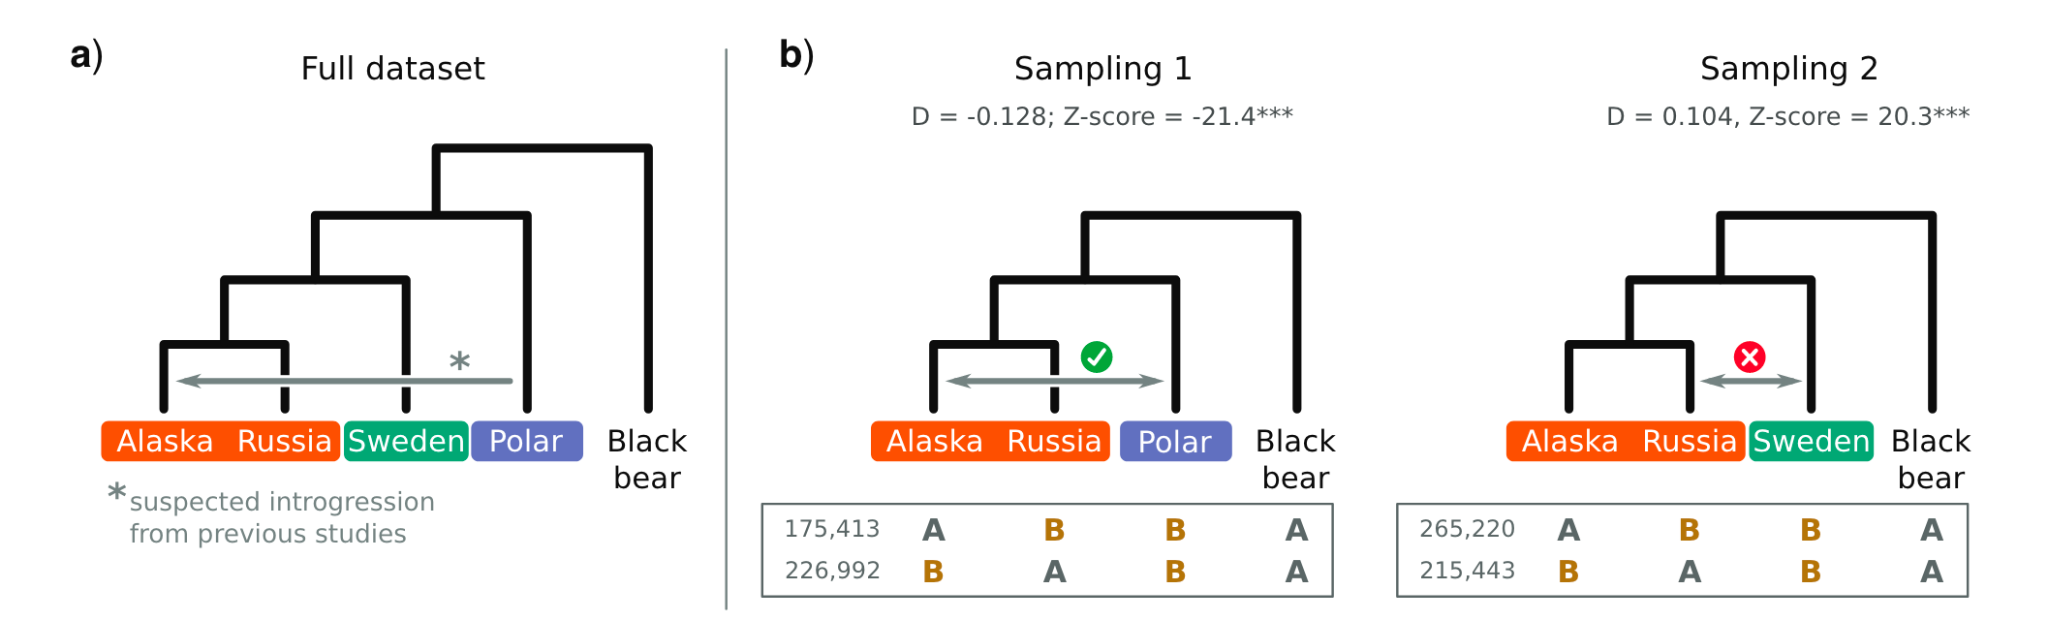 a)
Full dataset
*
Alaska Russia Sweden Polar Black bear
*suspected introgression
from previous studies
b)
Sampling 1
D = -0.128; Z-score = -21.4***
Alaska Russia Polar Black bear
175,413 A B B A
226,992 B A B A
Sampling 2
D = 0.104, Z-score = 20.3***
Alaska Russia Sweden Black bear
265,220 A B B A
215,443 B A B A